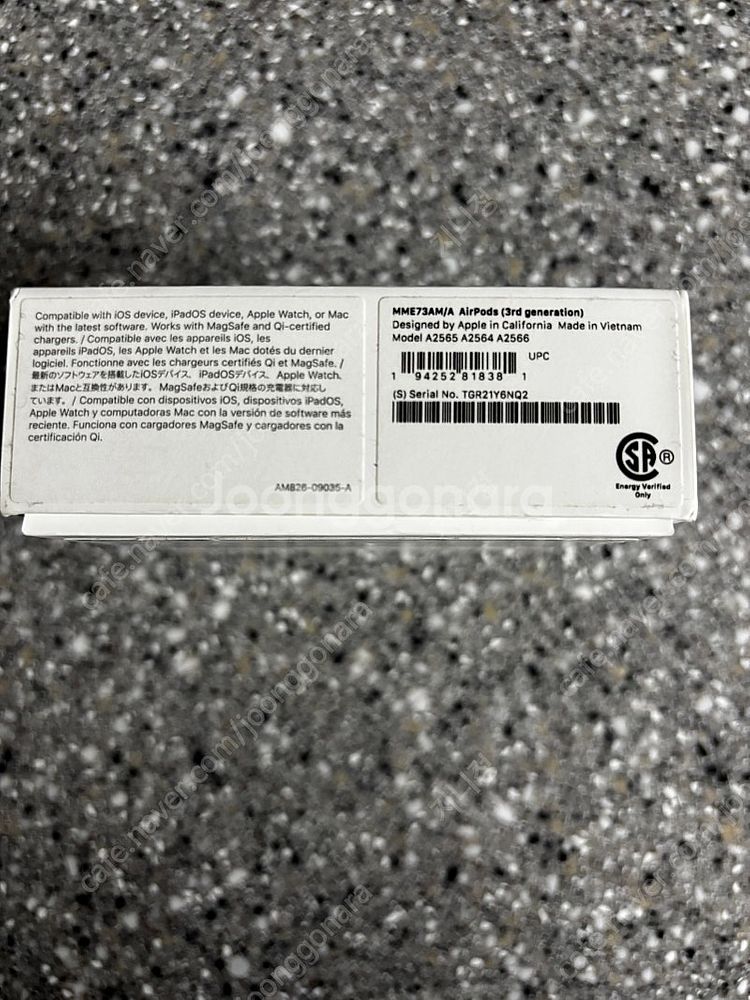 Compatible with iOS device, iPadOS device, Apple Watch, or Mac
with the latest software. Works with MagSafe and Qi-certified
chargers. / Compatible avec les appareils iOS, les
appareils iPadOS, les Apple Watch et les Mac dotés du dernier
logiciel. Fonctionne avec les chargeurs certifiés Qi et MagSafe. /
最新のソフトウェアを搭載したiOSデバイス、iPadOSデバイス、Apple Watch、
またはMacと互換性があります。MagSafeおよびQi規格の充電器に対応し
ています。/ Compatible con dispositivos iOS, dispositivos iPadOS,
Apple Watch y computadoras Mac con la versión de software más
reciente. Funciona con cargadores MagSafe y cargadores con la
certificación Qi.
AM826-09035-A
MME73AM/A AirPods (3rd generation)
Designed by Apple in California Made in Vietnam
Model A2565 A2564 A2566
UPC
1 94252 81838 1
(S) Serial No. TGR21Y6NQ2
SA ®
Energy Verified
Only
joonggonara
cafe.naver.com/joonggonara